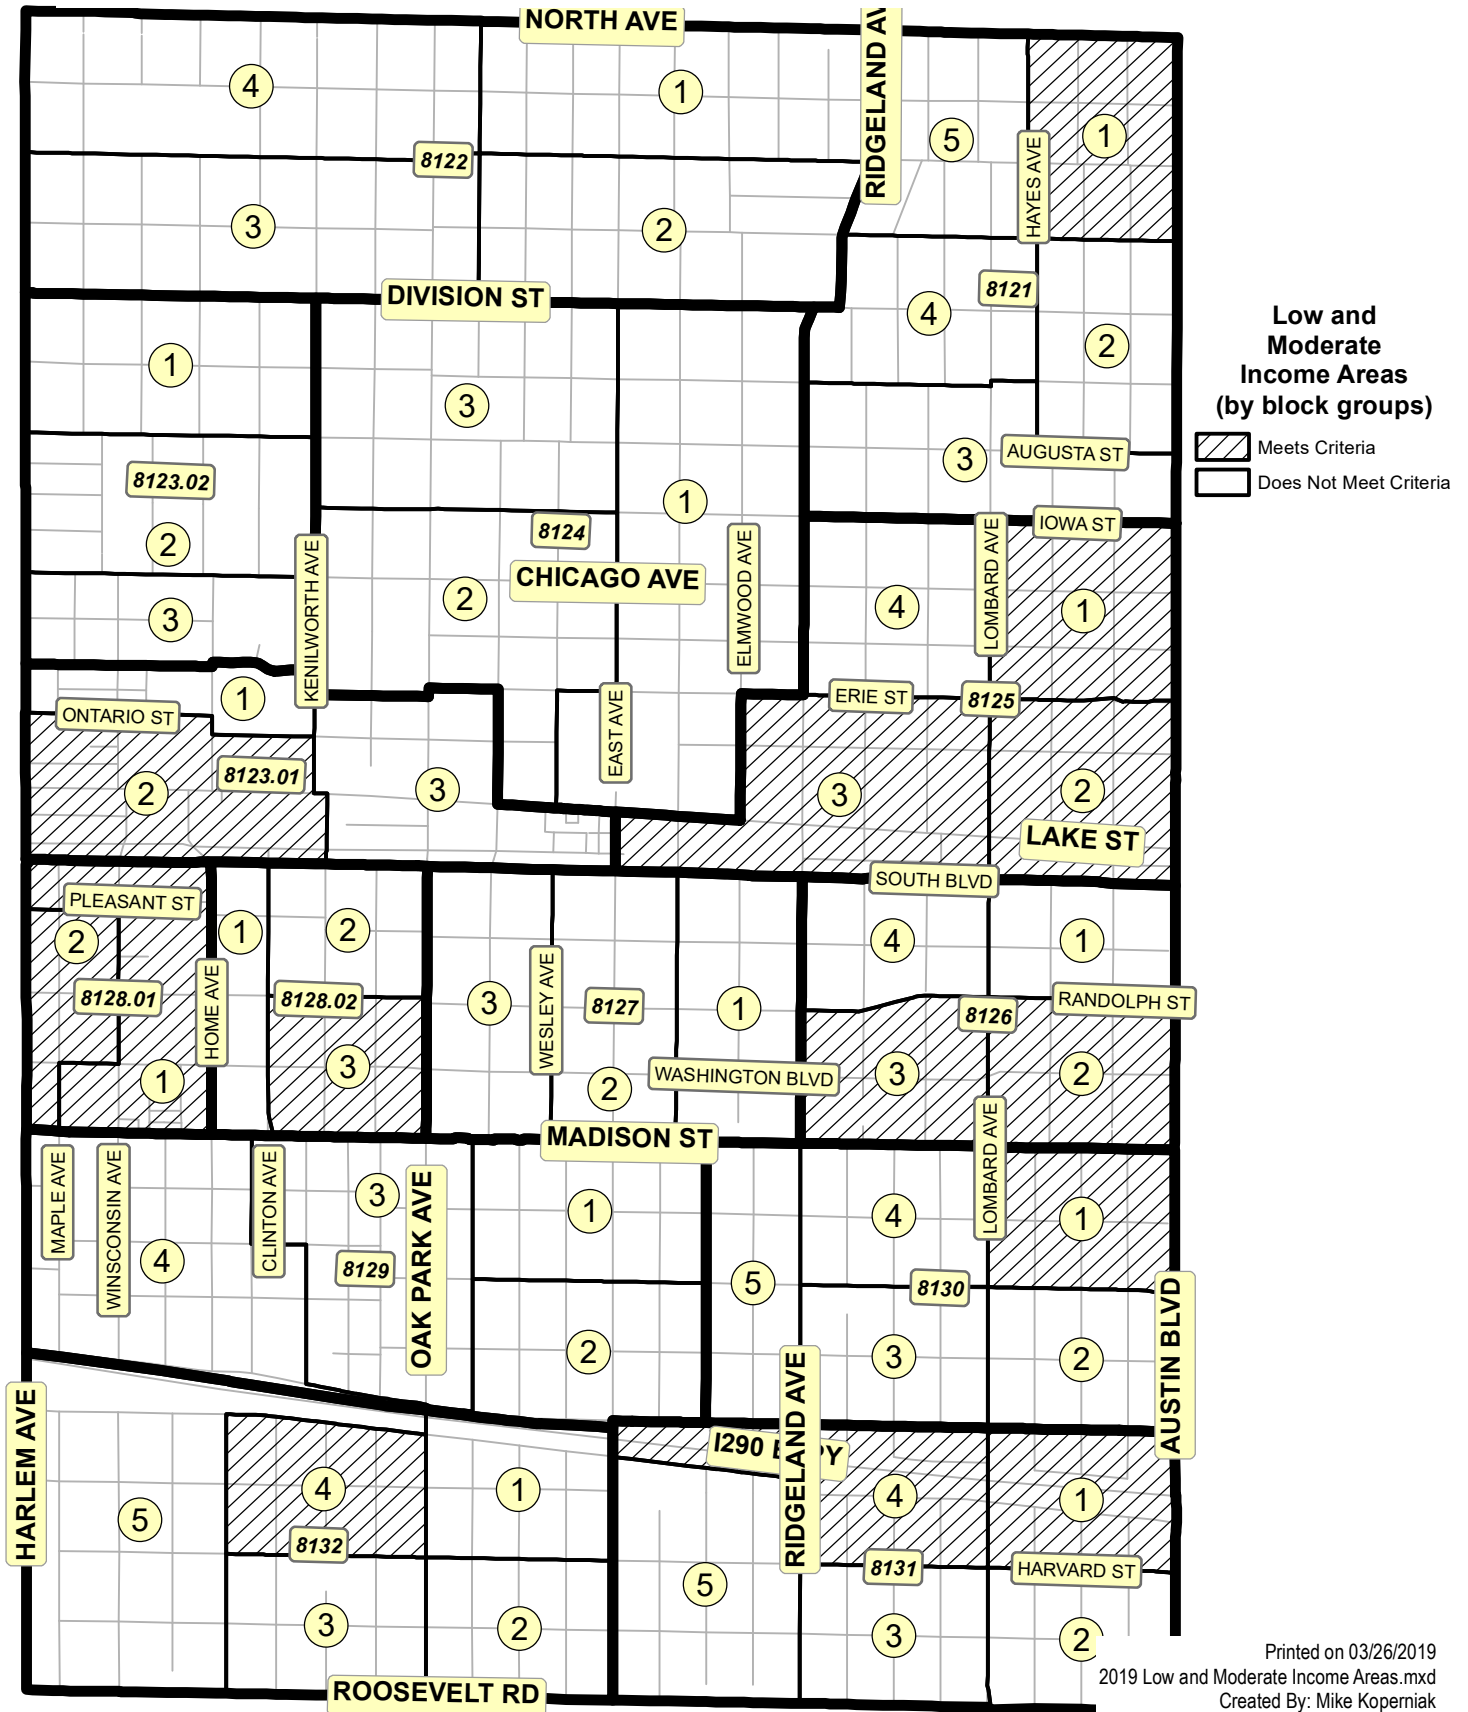 NORTH AVE
RIDGELAND AV
4
1
5
1
HAYES AVE
8122
3
2
DIVISION ST
8121
4
2
1
3
Low and
Moderate
Income Areas
(by block groups)
Meets Criteria
Does Not Meet Criteria
3
AUGUSTA ST
8123.02
1
8124
IOWA ST
2
CHICAGO AVE
KENILWORTH AVE
ELMWOOD AVE
LOMBARD AVE
2
4
1
3
1
ERIE ST
8125
ONTARIO ST
EAST AVE
8123.01
2
3
3
2
LAKE ST
SOUTH BLVD
PLEASANT ST
2
1
2
4
1
8128.01
HOME AVE
8128.02
3
WESLEY AVE
8127
1
8126
RANDOLPH ST
1
3
2
WASHINGTON BLVD
3
2
MADISON ST
LOMBARD AVE
MAPLE AVE
WINSCONSIN AVE
CLINTON AVE
3
OAK PARK AVE
1
4
1
4
8129
5
8130
2
3
2
AUSTIN BLVD
HARLEM AVE
RIDGELAND AVE
I290 E PY
4
1
4
1
5
8132
8131
HARVARD ST
5
3
2
3
2
ROOSEVELT RD
Printed on 03/26/2019
2019 Low and Moderate Income Areas.mxd
Created By: Mike Koperniak